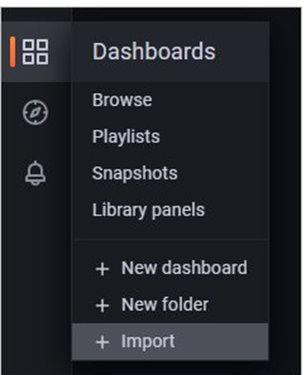 Dashboards
Browse
Playlists
Snapshots
Library panels
+ New dashboard
+ New folder
+ Import